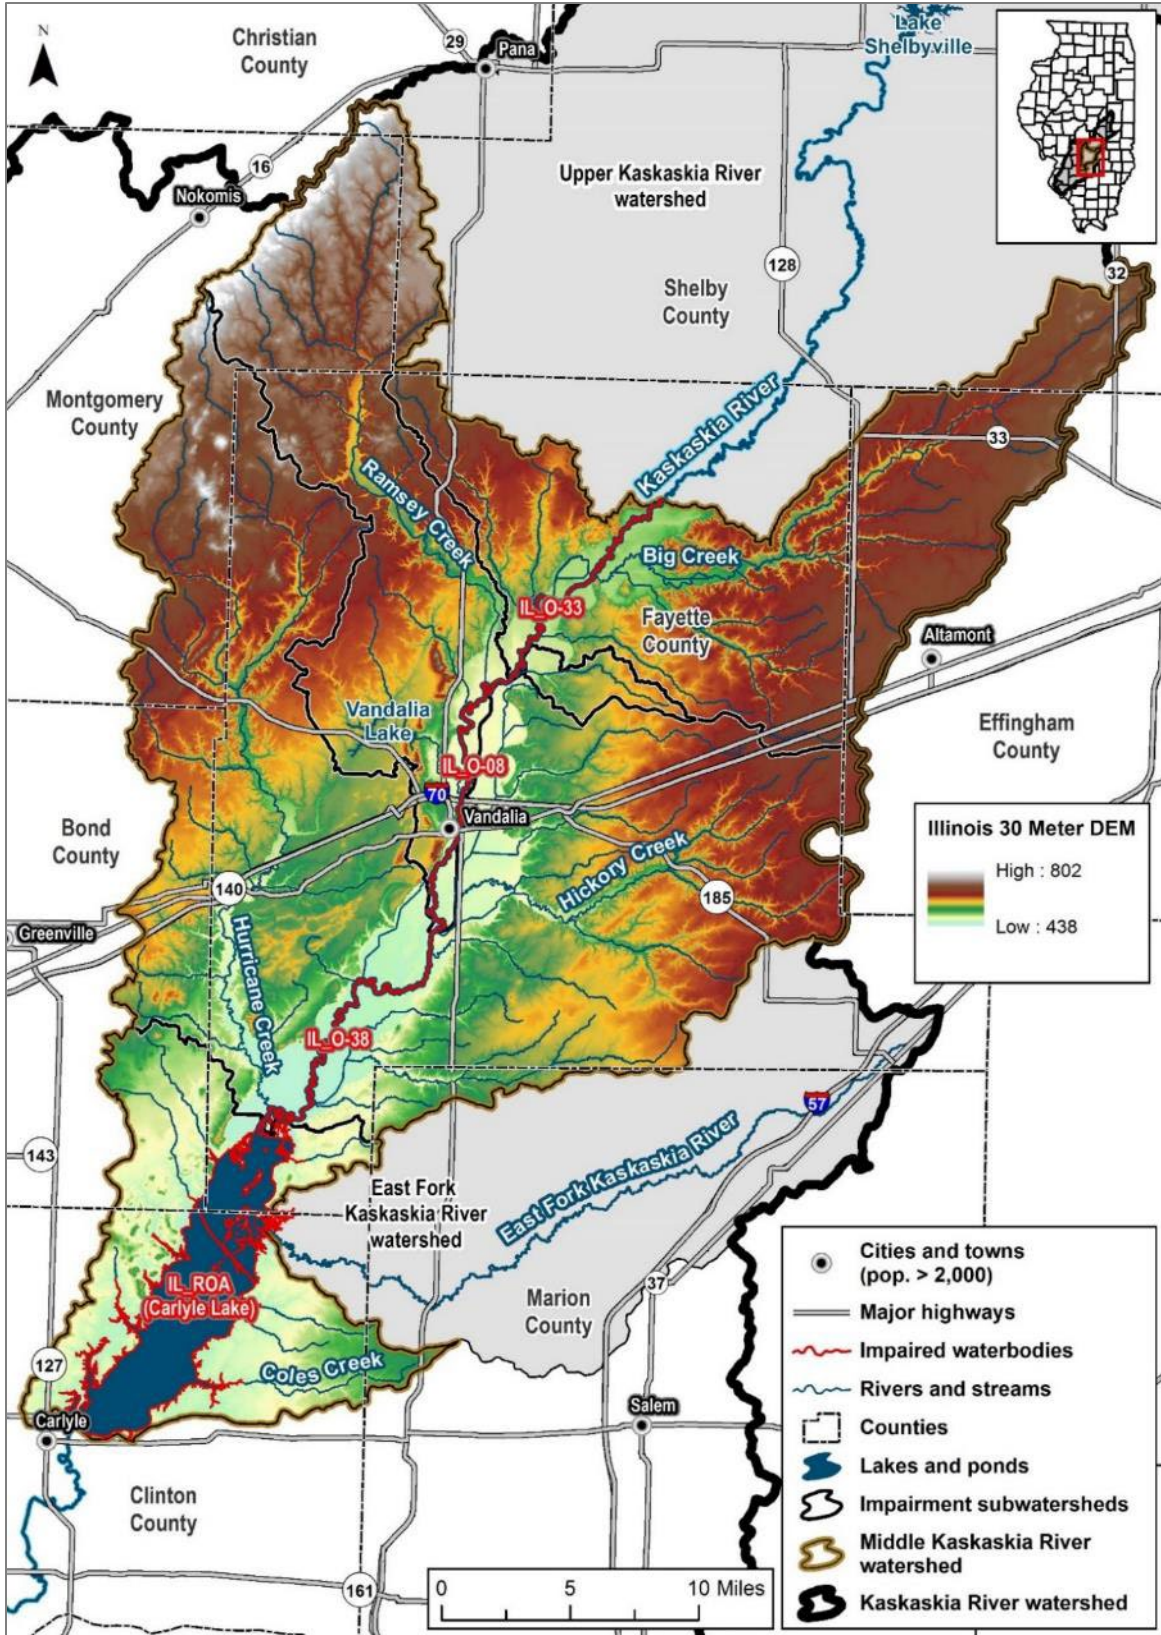 N
Christian
County
29
Pana
Lake
Shelbyville
16
Nokomis
Upper Kaskaskia River
watershed
128
32
Shelby
County
Montgomery
County
Kaskaskia River
33
Ramsey Creek
Big Creek
IL_O-33
Fayette
County
Altamont
Vandalia
Lake
Effingham
County
IL_O-08
70
Vandalia
Illinois 30 Meter DEM
High : 802
Low : 438
Bond
County
140
Hickory Creek
185
Greenville
Hurricane Creek
IL_O-38
57
143
East Fork Kaskaskia River
East Fork
Kaskaskia River
watershed
IL_ROA
(Carlyle Lake)
37
Marion
County
127
Coles Creek
Carlyle
Salem
Clinton
County
161
0 5 10 Miles
Cities and towns
(pop. > 2,000)
Major highways
Impaired waterbodies
Rivers and streams
Counties
Lakes and ponds
Impairment subwatersheds
Middle Kaskaskia River
watershed
Kaskaskia River watershed